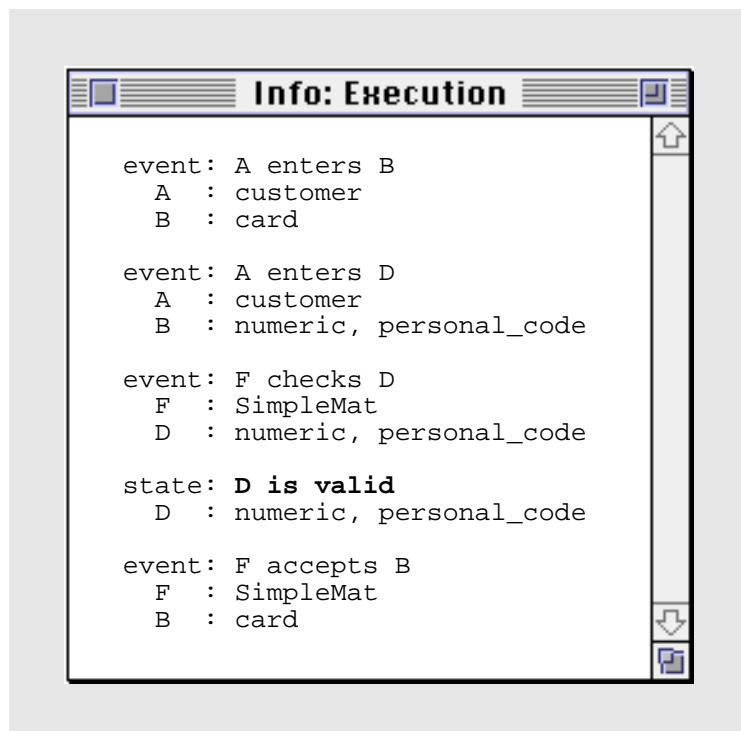 Info: Execution
event: A enters B
A : customer
B : card
event: A enters D
A : customer
B : numeric, personal_code
event: F checks D
F : SimpleMat
D : numeric, personal_code
state: D is valid
D : numeric, personal_code
event: F accepts B
F : SimpleMat
B : card